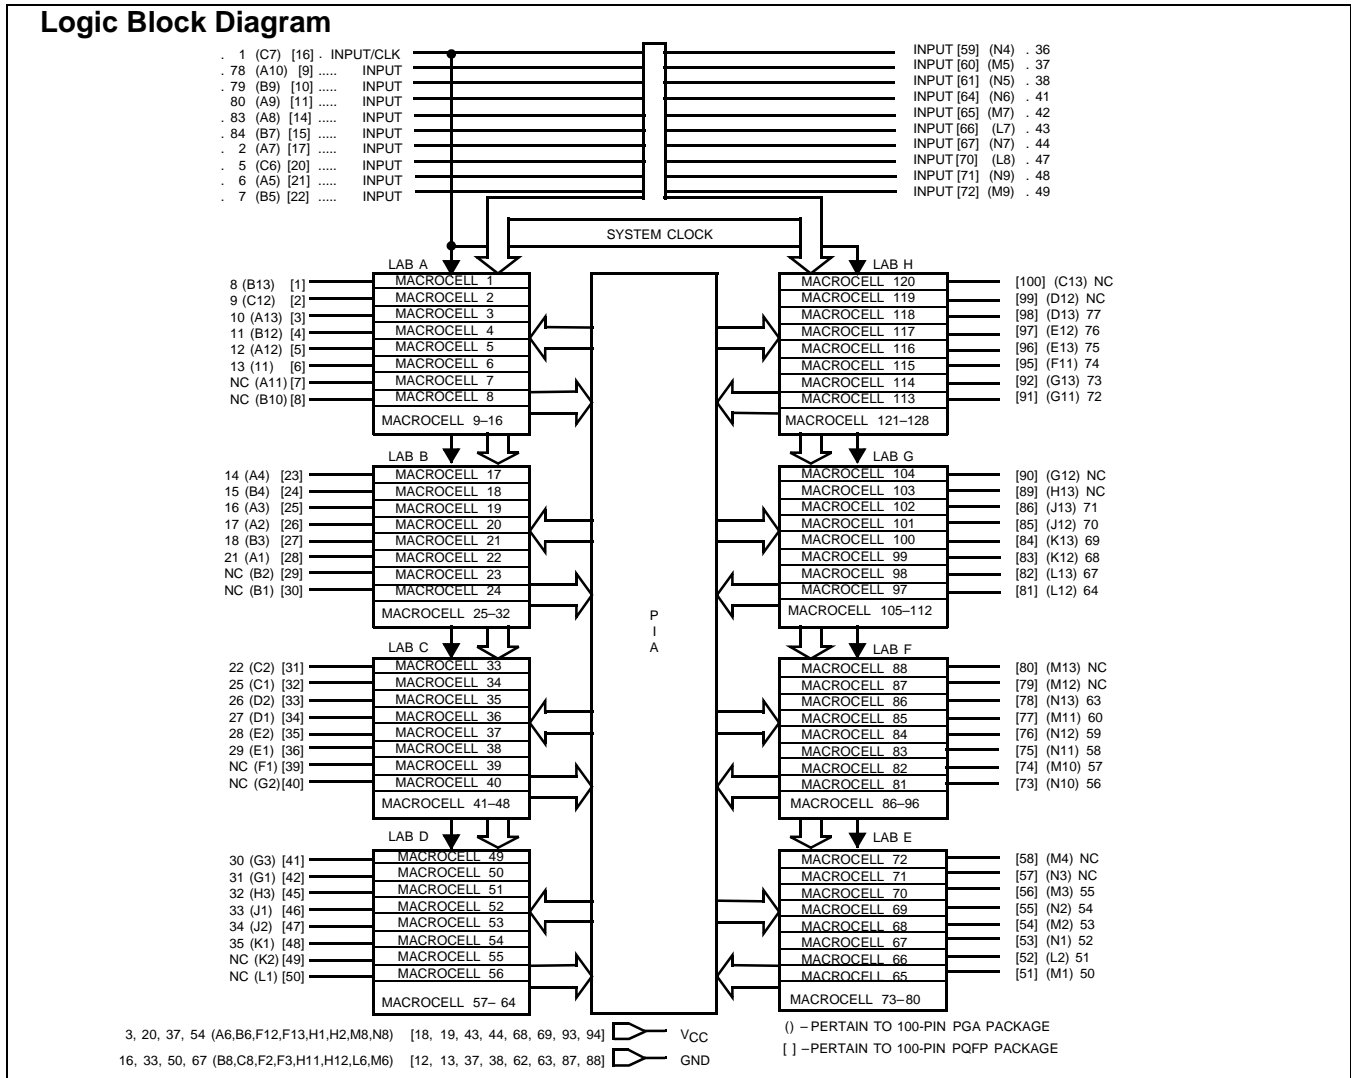 Logic Block Diagram
. 1 (C7) [16] . INPUT/CLK
. 78 (A10) [9] ..... INPUT
. 79 (B9) [10] ..... INPUT
80 (A9) [11] ..... INPUT
. 83 (A8) [14] ..... INPUT
. 84 (B7) [15] ..... INPUT
. 2 (A7) [17] ..... INPUT
. 5 (C6) [20] ..... INPUT
. 6 (A5) [21] ..... INPUT
. 7 (B5) [22] ..... INPUT
INPUT [59] (N4) . 36
INPUT [60] (M5) . 37
INPUT [61] (N5) . 38
INPUT [64] (N6) . 41
INPUT [65] (M7) . 42
INPUT [66] (L7) . 43
INPUT [67] (N7) . 44
INPUT [70] (L8) . 47
INPUT [71] (N9) . 48
INPUT [72] (M9) . 49
SYSTEM CLOCK
LAB A
8 (B13) [1] MACROCELL 1
9 (C12) [2] MACROCELL 2
10 (A13) [3] MACROCELL 3
11 (B12) [4] MACROCELL 4
12 (A12) [5] MACROCELL 5
13 (11) [6] MACROCELL 6
NC (A11) [7] MACROCELL 7
NC (B10) [8] MACROCELL 8
MACROCELL 9–16
LAB H
MACROCELL 120 [100] (C13) NC
MACROCELL 119 [99] (D12) NC
MACROCELL 118 [98] (D13) 77
MACROCELL 117 [97] (E12) 76
MACROCELL 116 [96] (E13) 75
MACROCELL 115 [95] (F11) 74
MACROCELL 114 [92] (G13) 73
MACROCELL 113 [91] (G11) 72
MACROCELL 121–128
LAB B
14 (A4) [23] MACROCELL 17
15 (B4) [24] MACROCELL 18
16 (A3) [25] MACROCELL 19
17 (A2) [26] MACROCELL 20
18 (B3) [27] MACROCELL 21
21 (A1) [28] MACROCELL 22
NC (B2) [29] MACROCELL 23
NC (B1) [30] MACROCELL 24
MACROCELL 25–32
LAB G
MACROCELL 104 [90] (G12) NC
MACROCELL 103 [89] (H13) NC
MACROCELL 102 [86] (J13) 71
MACROCELL 101 [85] (J12) 70
MACROCELL 100 [84] (K13) 69
MACROCELL 99 [83] (K12) 68
MACROCELL 98 [82] (L13) 67
MACROCELL 97 [81] (L12) 64
MACROCELL 105–112
P
I
A
LAB C
22 (C2) [31] MACROCELL 33
25 (C1) [32] MACROCELL 34
26 (D2) [33] MACROCELL 35
27 (D1) [34] MACROCELL 36
28 (E2) [35] MACROCELL 37
29 (E1) [36] MACROCELL 38
NC (F1) [39] MACROCELL 39
NC (G2) [40] MACROCELL 40
MACROCELL 41–48
LAB F
MACROCELL 88 [80] (M13) NC
MACROCELL 87 [79] (M12) NC
MACROCELL 86 [78] (N13) 63
MACROCELL 85 [77] (M11) 60
MACROCELL 84 [76] (N12) 59
MACROCELL 83 [75] (N11) 58
MACROCELL 82 [74] (M10) 57
MACROCELL 81 [73] (N10) 56
MACROCELL 86–96
LAB D
30 (G3) [41] MACROCELL 49
31 (G1) [42] MACROCELL 50
32 (H3) [45] MACROCELL 51
33 (J1) [46] MACROCELL 52
34 (J2) [47] MACROCELL 53
35 (K1) [48] MACROCELL 54
NC (K2) [49] MACROCELL 55
NC (L1) [50] MACROCELL 56
MACROCELL 57– 64
LAB E
MACROCELL 72 [58] (M4) NC
MACROCELL 71 [57] (N3) NC
MACROCELL 70 [56] (M3) 55
MACROCELL 69 [55] (N2) 54
MACROCELL 68 [54] (M2) 53
MACROCELL 67 [53] (N1) 52
MACROCELL 66 [52] (L2) 51
MACROCELL 65 [51] (M1) 50
MACROCELL 73–80
3, 20, 37, 54 (A6,B6,F12,F13,H1,H2,M8,N8) [18, 19, 43, 44, 68, 69, 93, 94] VCC
16, 33, 50, 67 (B8,C8,F2,F3,H11,H12,L6,M6) [12, 13, 37, 38, 62, 63, 87, 88] GND
() – PERTAIN TO 100-PIN PGA PACKAGE
[ ] –PERTAIN TO 100-PIN PQFP PACKAGE